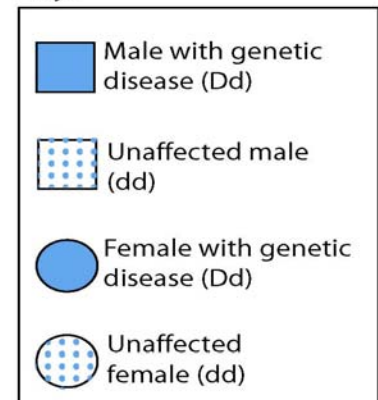 Male with genetic
disease (Dd)
Unaffected male
(dd)
Female with genetic
disease (Dd)
Unaffected
female (dd)